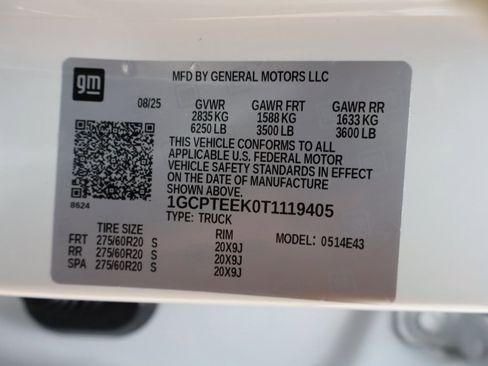 gm
MFD BY GENERAL MOTORS LLC
08/25 GVWR GAWR FRT GAWR RR
2835 KG 1588 KG 1633 KG
6250 LB 3500 LB 3600 LB
THIS VEHICLE CONFORMS TO ALL
APPLICABLE U.S. FEDERAL MOTOR
VEHICLE SAFETY STANDARDS IN EFFECT
ON THE DATE OF MANUFACTURE
SHOWN ABOVE.
8624 1GCPTEEK0T1119405
TYPE: TRUCK
TIRE SIZE RIM MODEL: 0514E43
FRT 275/60R20 S 20X9J
RR 275/60R20 S 20X9J
SPA 275/60R20 S 20X9J